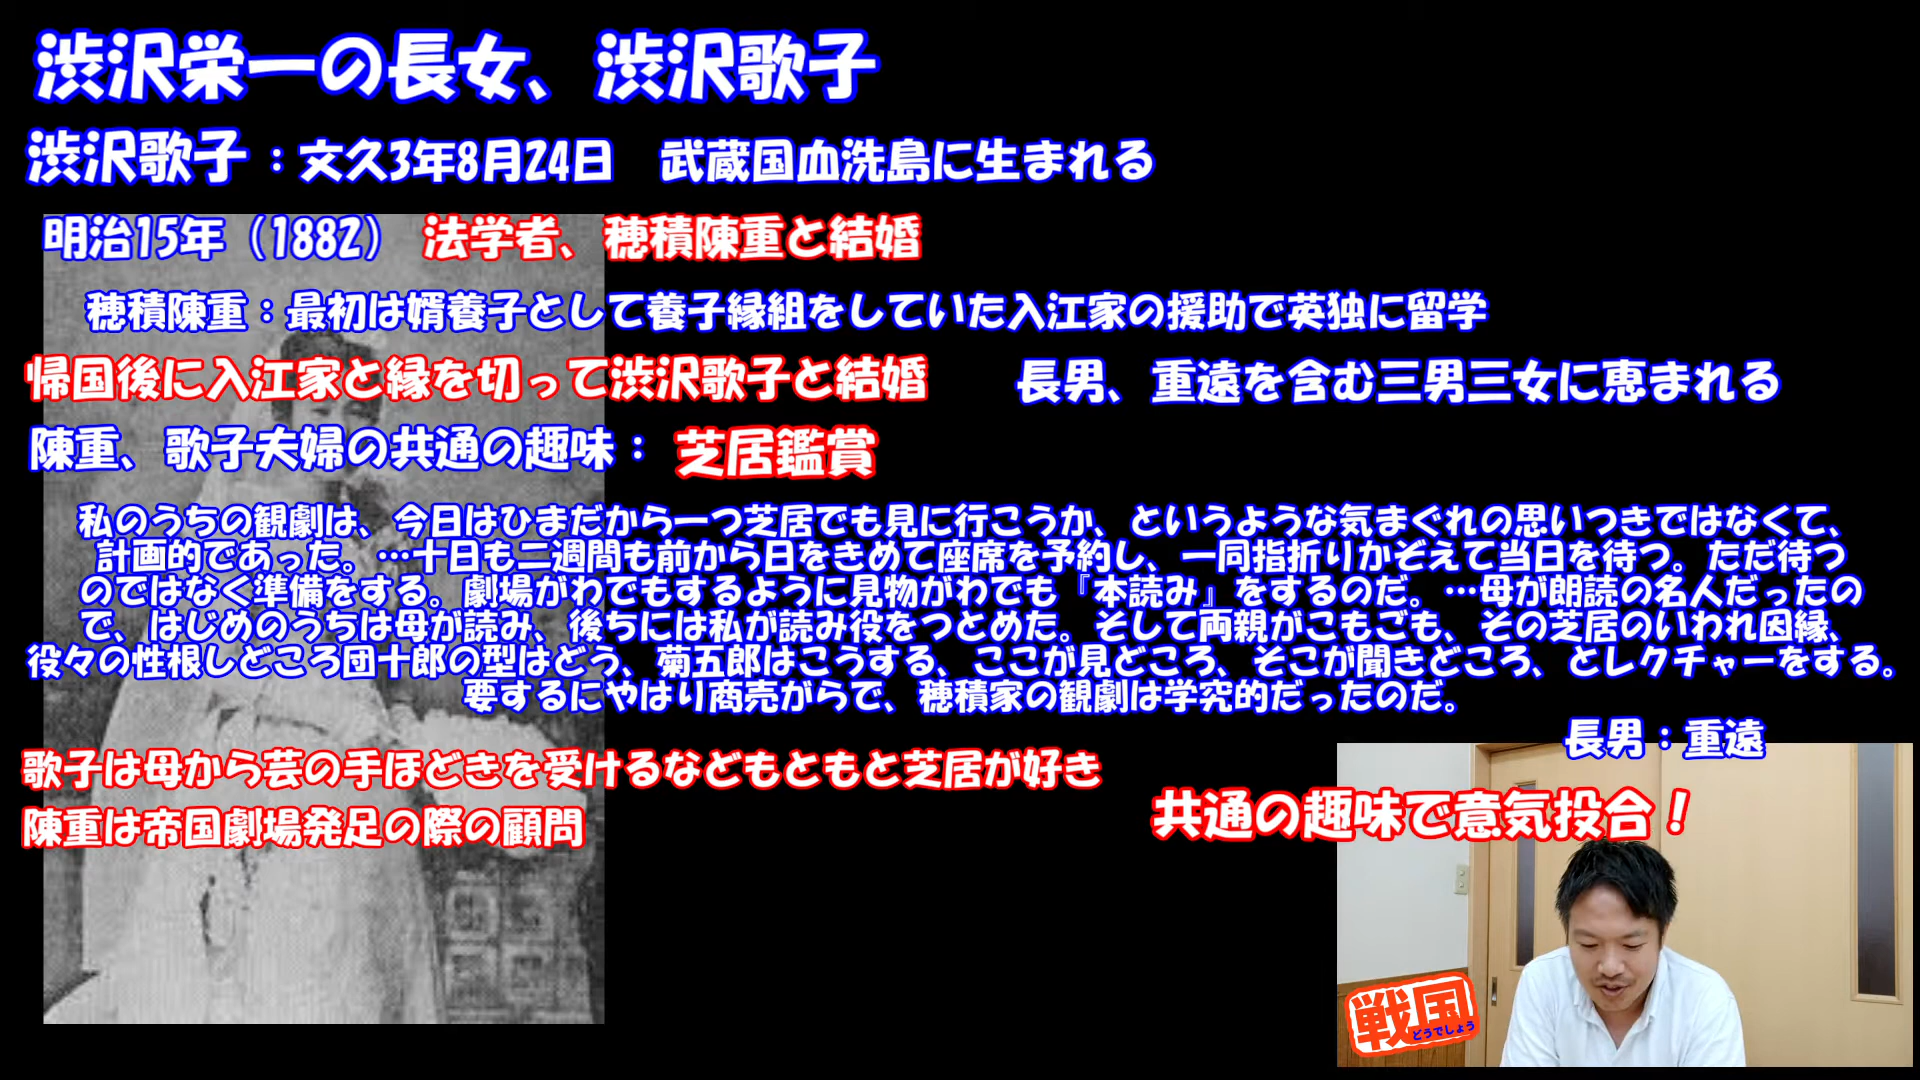 渋沢栄一の長女、渋沢歌子
渋沢歌子：文久3年8月24日　武蔵国血洗島に生まれる
明治15年（1882）　法学者、穂積陳重と結婚
穂積陳重：最初は婿養子として養子縁組をしていた入江家の援助で英独に留学
帰国後に入江家と縁を切って渋沢歌子と結婚　　長男、重遠を含む三男三女に恵まれる
陳重、歌子夫婦の共通の趣味：　芝居鑑賞
私のうちの観劇は、今日はひまだから一つ芝居でも見に行こうか、というような気まぐれの思いつきではなくて、
計画的であった。…十日も二週間も前から日をきめて座席を予約し、一同指折りかぞえて当日を待つ。ただ待つ
のではなく準備をする。劇場がわでもするように見物がわでも『本読み』をするのだ。…母が朗読の名人だったの
で、はじめのうちは母が読み、後ちには私が読み役をつとめた。そして両親がこもごも、その芝居のいわれ因縁、
役々の性根しどころ団十郎の型はどう、菊五郎はこうする、ここが見どころ、そこが聞きどころ、とレクチャーをする。
要するにやはり商売がらで、穂積家の観劇は学究的だったのだ。
長男：重遠
歌子は母から芸の手ほどきを受けるなどもともと芝居が好き
共通の趣味で意気投合！
陳重は帝国劇場発足の際の顧問
戦国
どうでしょう